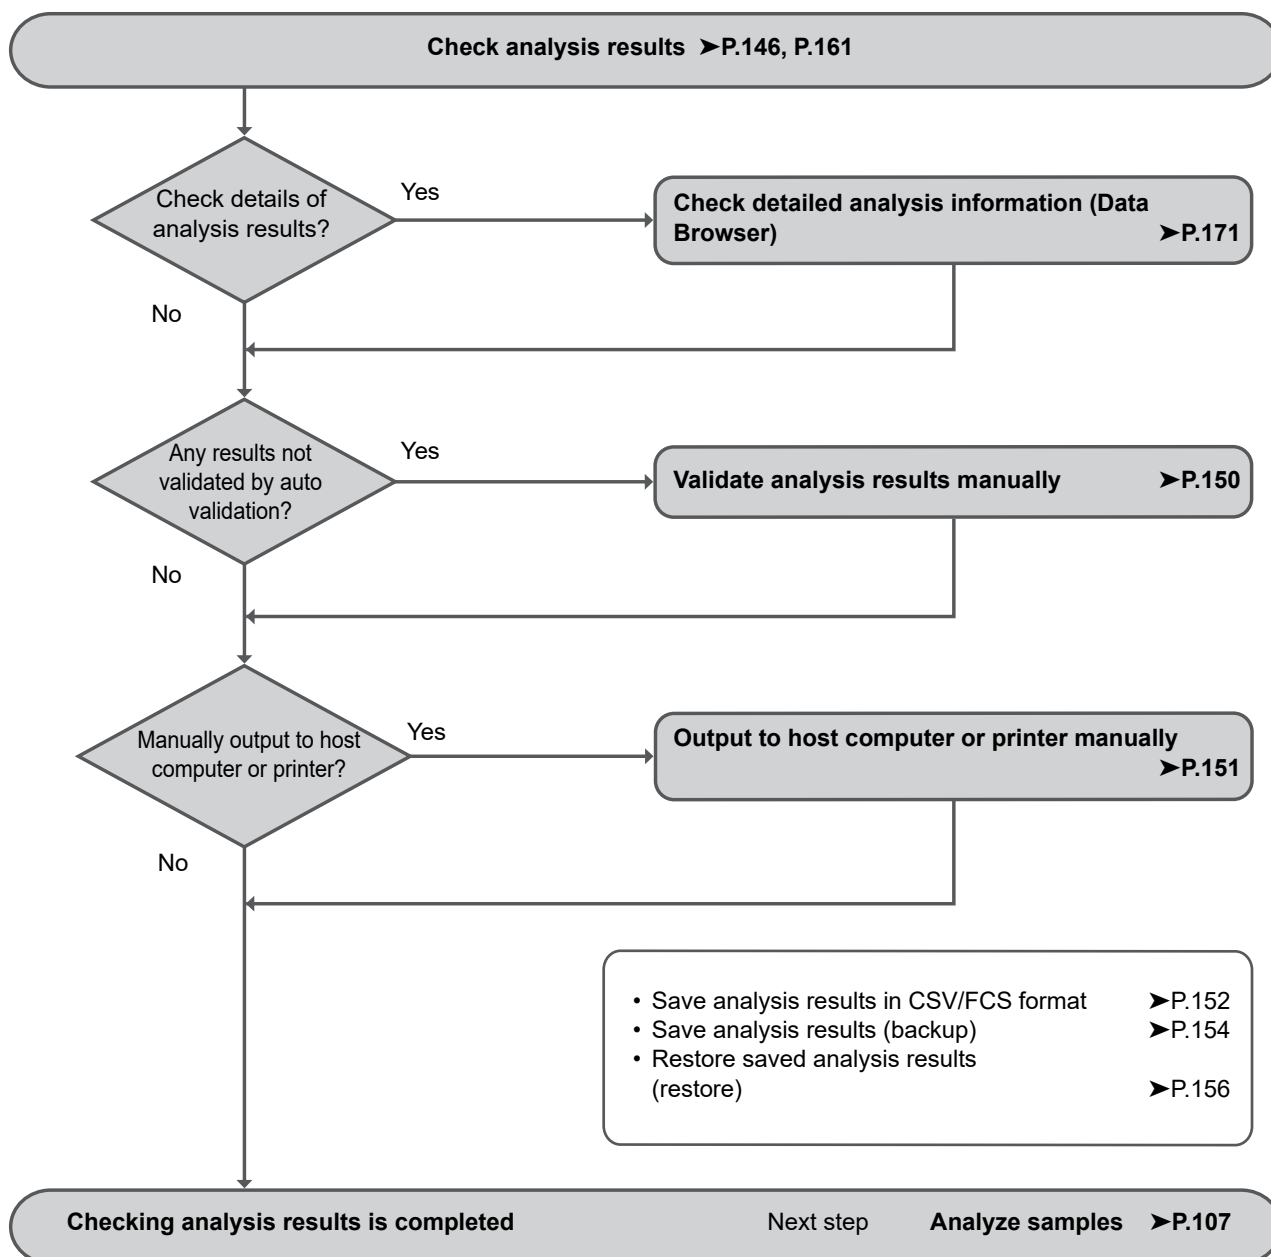 Check analysis results ➤P.146, P.161
Check details of
analysis results?
Yes
Check detailed analysis information (Data
Browser) ➤P.171
No
Any results not
validated by auto
validation?
Yes
Validate analysis results manually ➤P.150
No
Manually output to host
computer or printer?
Yes
Output to host computer or printer manually
➤P.151
No
• Save analysis results in CSV/FCS format ➤P.152
• Save analysis results (backup) ➤P.154
• Restore saved analysis results
(restore) ➤P.156
Checking analysis results is completed Next step Analyze samples ➤P.107